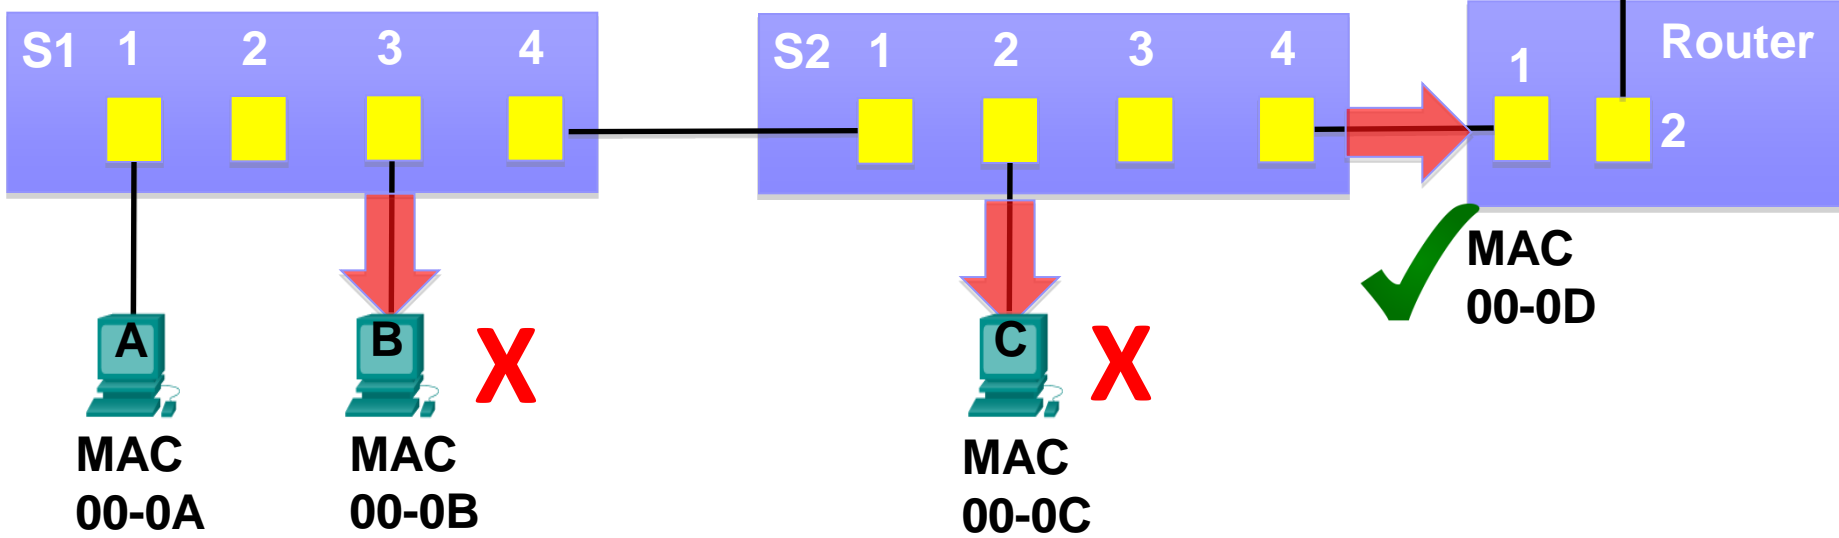 S1 1 2 3 4
S2 1 2 3 4
Router
1
2
A
B
X
C
X
MAC
00-0A
MAC
00-0B
MAC
00-0C
MAC
00-0D